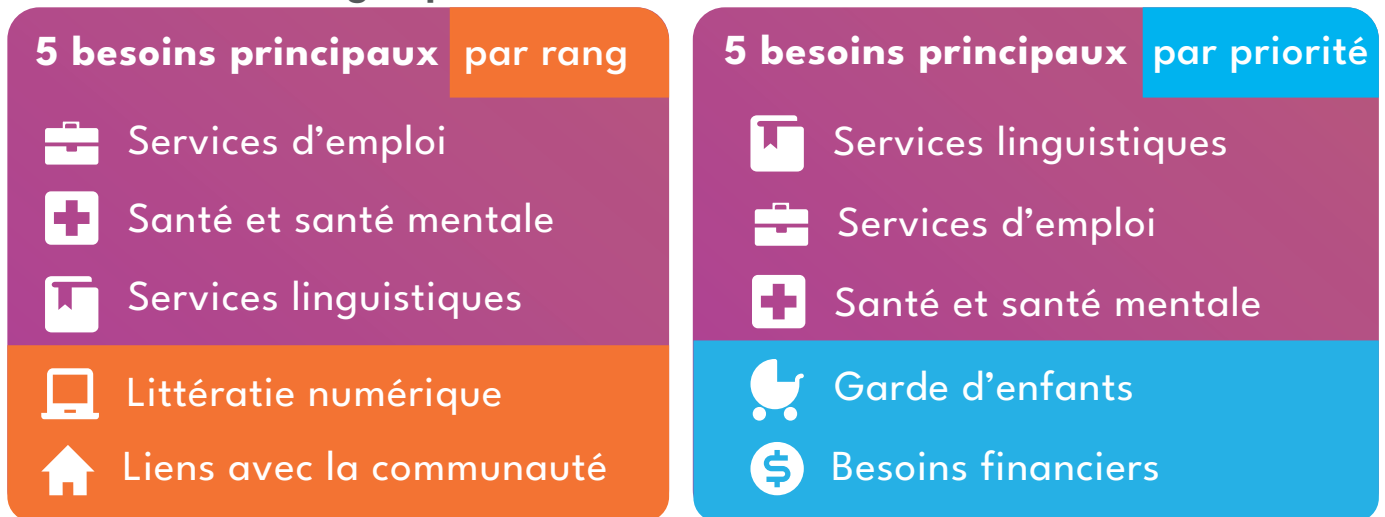 5 besoins principaux par rang
Services d’emploi
Santé et santé mentale
Services linguistiques
Littératie numérique
Liens avec la communauté
5 besoins principaux par priorité
Services linguistiques
Services d’emploi
Santé et santé mentale
Garde d’enfants
Besoins financiers